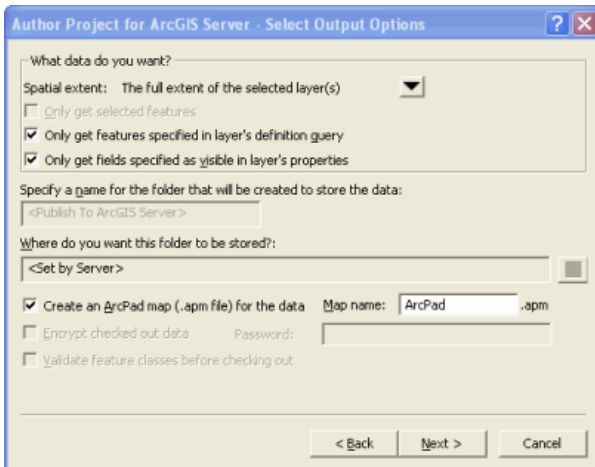 Author Project for ArcGIS Server - Select Output Options
What data do you want?
Spatial extent: The full extent of the selected layer(s)
Only get selected features
Only get features specified in layer's definition query
Only get fields specified as visible in layer's properties
Specify a name for the folder that will be created to store the data:
<Publish To ArcGIS Server>
Where do you want this folder to be stored?:
<Set by Server>
Create an ArcPad map (.apm file) for the data Map name: ArcPad .apm
Encrypt checked out data Password:
Validate feature classes before checking out
< Back Next > Cancel